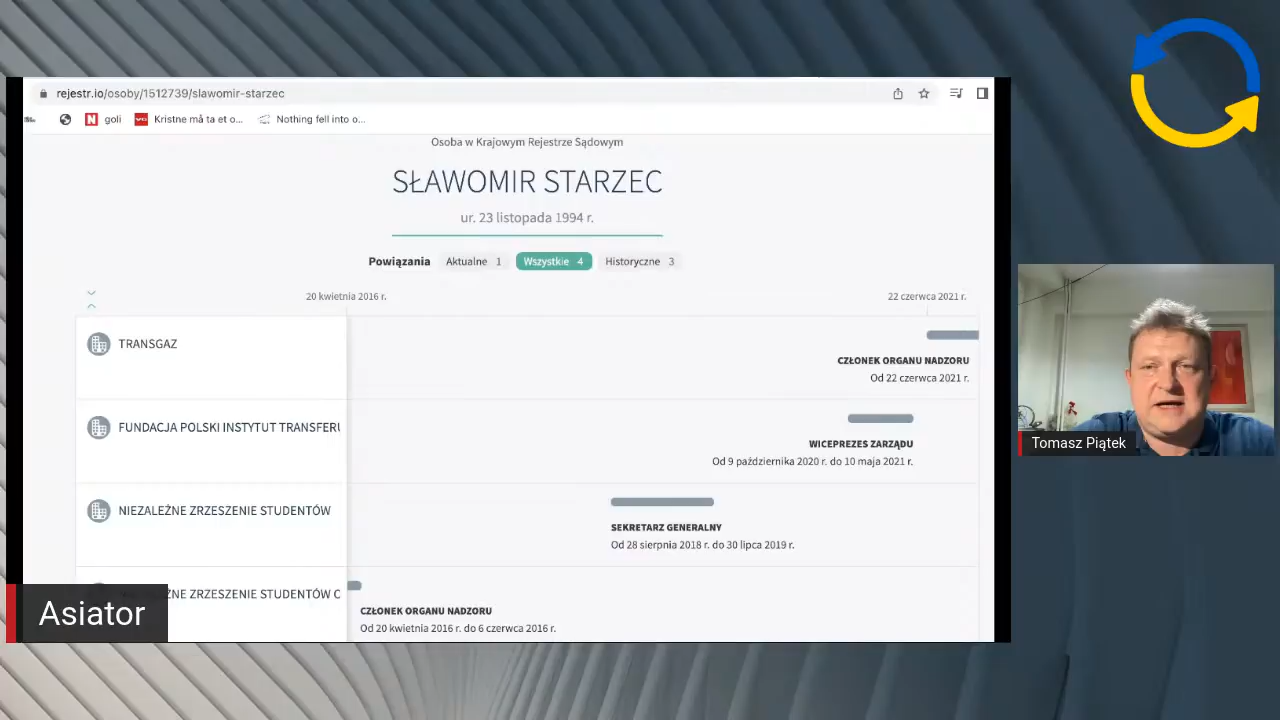 rejestr.io/osoby/1512739/slawomir-starzec
goli
Kristne må ta et o...
Nothing fell into o...
Osoba w Krajowym Rejestrze Sądowym
SŁAWOMIR STARZEC
ur. 23 listopada 1994 r.
Powiązania Aktualne 1 Wszystkie 4 Historyczne 3
20 kwietnia 2016 r.
22 czerwca 2021 r.
TRANSGAZ
CZŁONEK ORGANU NADZORU
Od 22 czerwca 2021 r.
FUNDACJA POLSKI INSTYTUT TRANSFERU
WICEPREZES ZARZĄDU
Od 9 października 2020 r. do 10 maja 2021 r.
NIEZALEŻNE ZRZESZENIE STUDENTÓW
SEKRETARZ GENERALNY
Od 28 sierpnia 2018 r. do 30 lipca 2019 r.
ZRZESZENIE STUDENTÓW
CZŁONEK ORGANU NADZORU
Od 20 kwietnia 2016 r. do 6 czerwca 2016 r.
Asiator
Tomasz Piątek